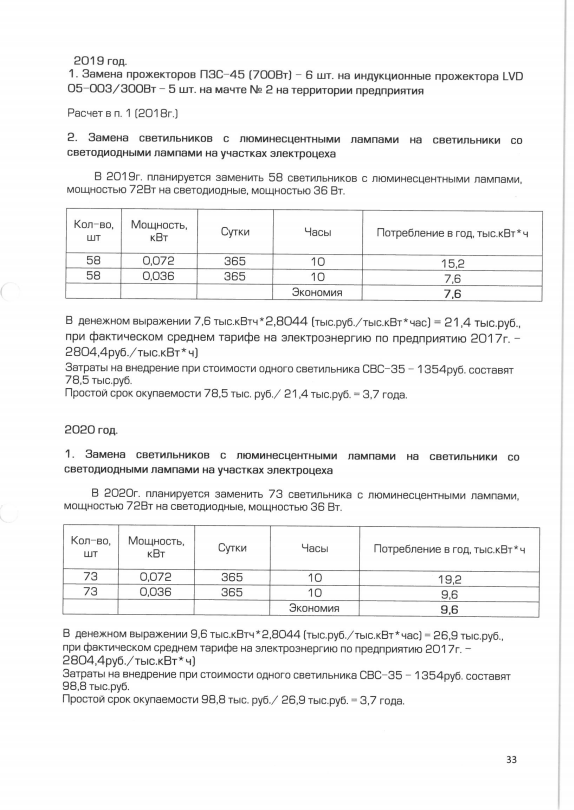 2019 год.
1. Замена прожекторов ПЗС-45 (700Вт) – 6 шт. на индукционные прожектора LVD
05-003/300Вт – 5 шт. на мачте № 2 на территории предприятия
Расчет в п. 1 (2018г.)
2. Замена светильников с люминесцентными лампами на светильники со
светодиодными лампами на участках электроцеха
В 2019г. планируется заменить 58 светильников с люминесцентными лампами,
мощностью 72Вт на светодиодные, мощностью 36 Вт.
Кол-во, шт Мощность, кВт Сутки Часы Потребление в год, тыс.кВт*ч
58 0,072 365 10 15,2
58 0,036 365 10 7,6
Экономия 7,6
В денежном выражении 7,6 тыс.кВтч*2,8044 (тыс.руб./тыс.кВт*час) = 21,4 тыс.руб.,
при фактическом среднем тарифе на электроэнергию по предприятию 2017г. –
2804,4руб./тыс.кВт*ч)
Затраты на внедрение при стоимости одного светильника СВС-35 – 1354руб. составят
78,5 тыс.руб.
Простой срок окупаемости 78,5 тыс. руб./ 21,4 тыс.руб. = 3,7 года.
2020 год.
1. Замена светильников с люминесцентными лампами на светильники со
светодиодными лампами на участках электроцеха
В 2020г. планируется заменить 73 светильника с люминесцентными лампами,
мощностью 72Вт на светодиодные, мощностью 36 Вт.
Кол-во, шт Мощность, кВт Сутки Часы Потребление в год, тыс.кВт*ч
73 0,072 365 10 19,2
73 0,036 365 10 9,6
Экономия 9,6
В денежном выражении 9,6 тыс.кВтч*2,8044 (тыс.руб./тыс.кВт*час) = 26,9 тыс.руб.,
при фактическом среднем тарифе на электроэнергию по предприятию 2017г. –
2804,4руб./тыс.кВт*ч)
Затраты на внедрение при стоимости одного светильника СВС-35 – 1354руб. составят
98,8 тыс.руб.
Простой срок окупаемости 98,8 тыс. руб./ 26,9 тыс.руб. = 3,7 года.
33